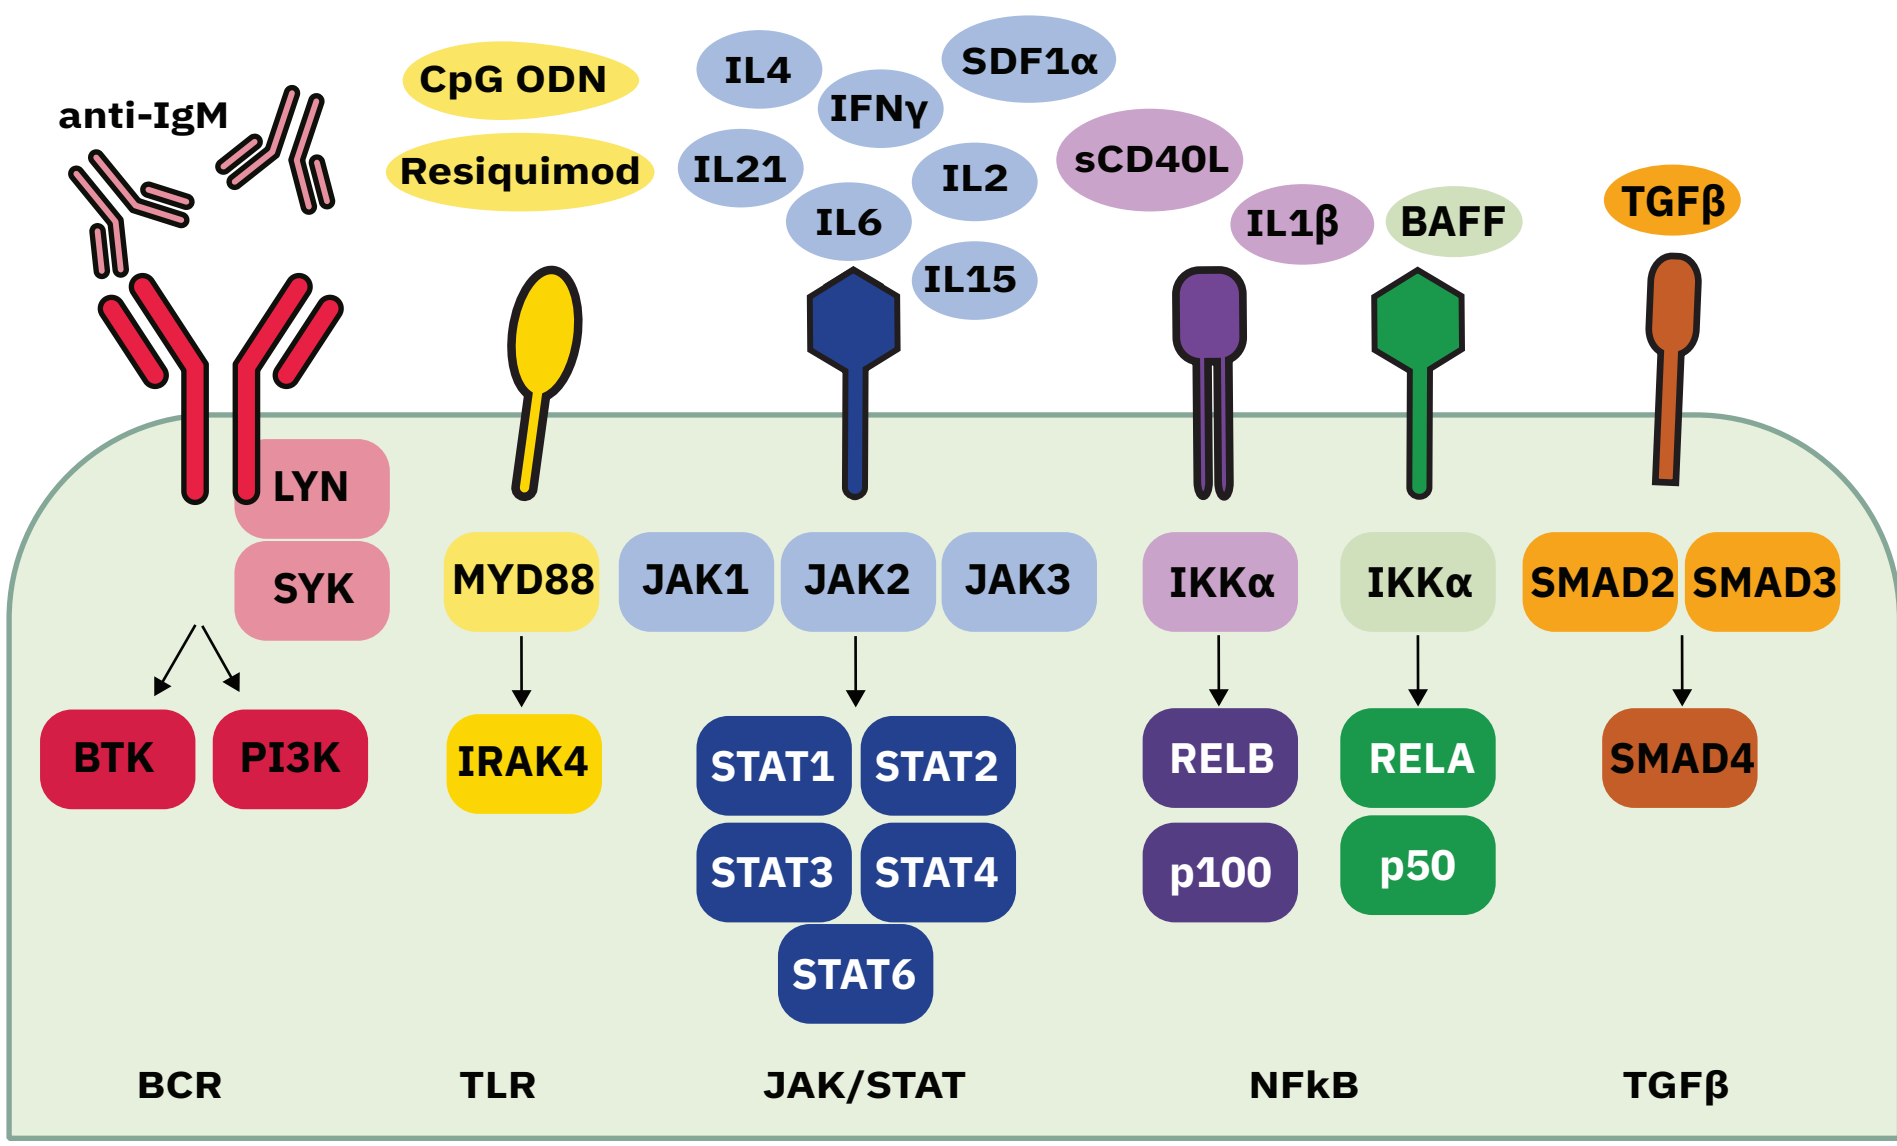 anti-IgM
CpG ODN
Resiquimod
IL4
IFNγ
SDF1α
IL21
IL2
IL6
IL15
sCD40L
IL1β
BAFF
TGFβ
LYN
SYK
MYD88
JAK1
JAK2
JAK3
IKKα
IKKα
SMAD2
SMAD3
BTK
PI3K
IRAK4
STAT1
STAT2
STAT3
STAT4
STAT6
RELB
p100
RELA
p50
SMAD4
BCR
TLR
JAK/STAT
NFkB
TGFβ